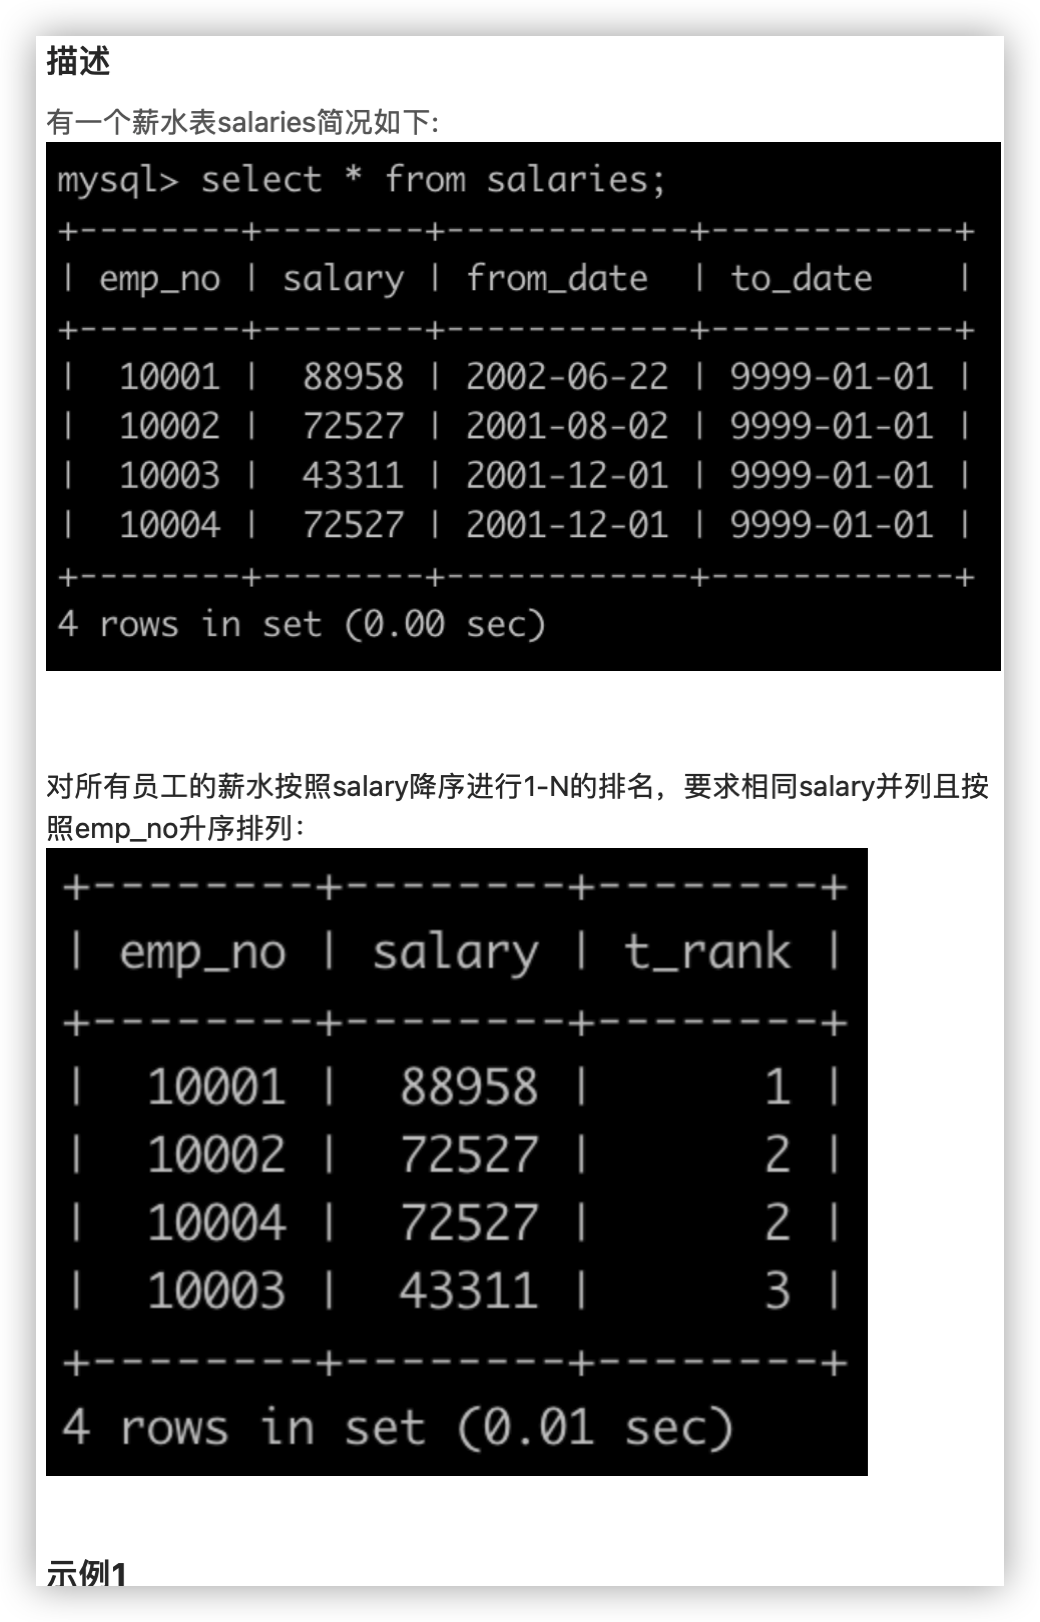 描述
有一个薪水表salaries简况如下:
mysql> select * from salaries;
+--------+--------+------------+------------+
| emp_no | salary | from_date  | to_date    |
+--------+--------+------------+------------+
|  10001 |  88958 | 2002-06-22 | 9999-01-01 |
|  10002 |  72527 | 2001-08-02 | 9999-01-01 |
|  10003 |  43311 | 2001-12-01 | 9999-01-01 |
|  10004 |  72527 | 2001-12-01 | 9999-01-01 |
+--------+--------+------------+------------+
4 rows in set (0.00 sec)
对所有员工的薪水按照salary降序进行1-N的排名，要求相同salary并列且按
照emp_no升序排列：
+--------+--------+--------+
| emp_no | salary | t_rank |
+--------+--------+--------+
|  10001 |  88958 |      1 |
|  10002 |  72527 |      2 |
|  10004 |  72527 |      2 |
|  10003 |  43311 |      3 |
+--------+--------+--------+
4 rows in set (0.01 sec)
示例1